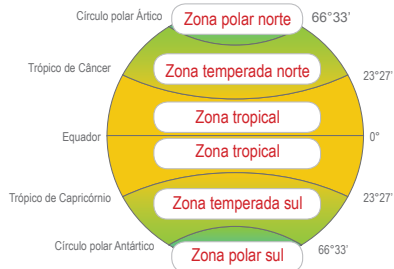 Círculo polar Ártico Zona polar norte 66°33'
Trópico de Câncer Zona temperada norte 23°27'
Zona tropical
Equador 0°
Zona tropical
Trópico de Capricórnio Zona temperada sul 23°27'
Círculo polar Antártico Zona polar sul 66°33'